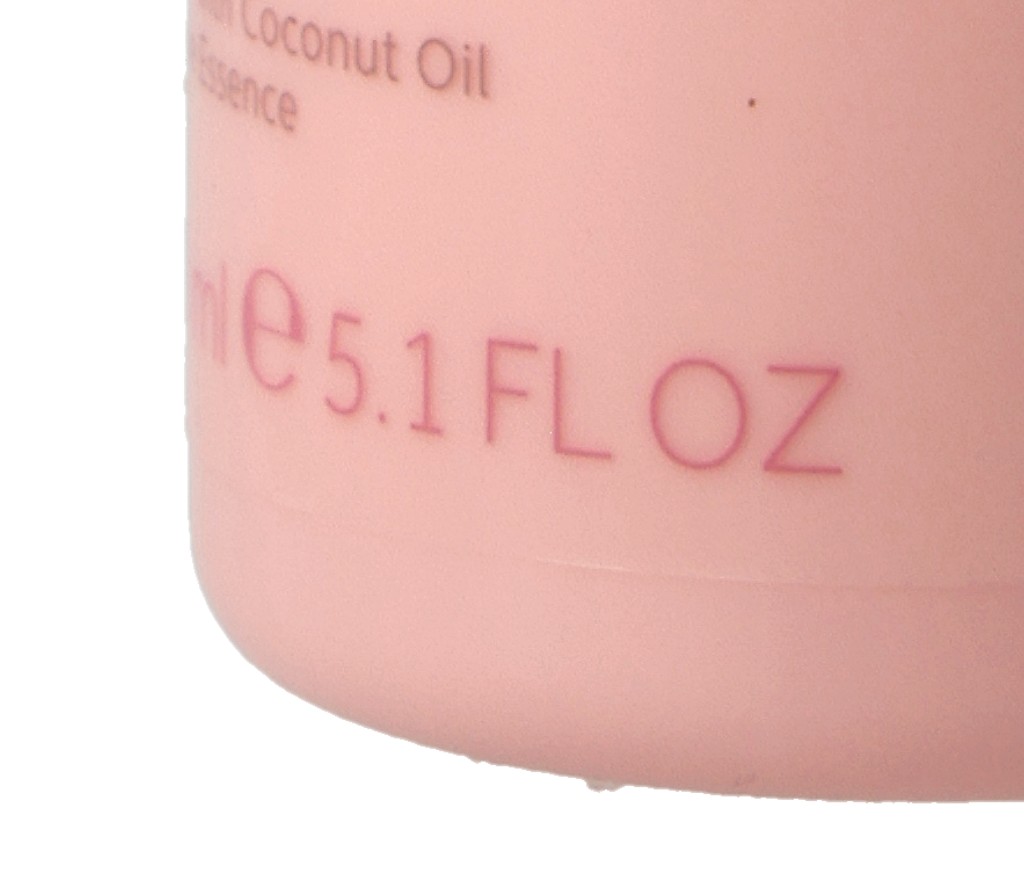 Coconut Oil
Essence
ml e 5.1 FL OZ